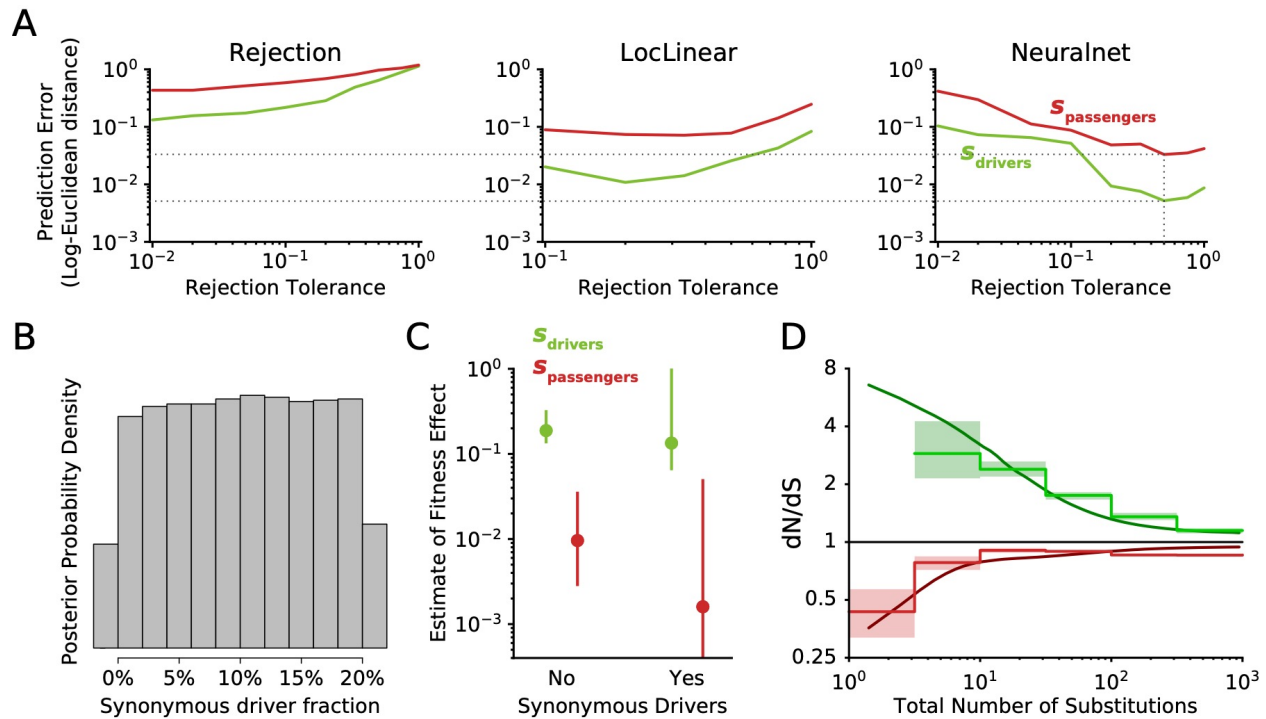 A
Rejection
LocLinear
Neuralnet
Prediction Error
(Log-Euclidean distance)
10^0
10^-1
10^-2
10^-3
10^-2
10^-1
10^0
Rejection Tolerance
10^0
10^-1
10^-2
10^-3
10^-1
10^0
Rejection Tolerance
10^0
10^-1
10^-2
10^-3
s passengers
s drivers
10^-2
10^-1
10^0
Rejection Tolerance
B
Posterior Probability Density
0%
5%
10%
15%
20%
Synonymous driver fraction
C
s drivers
s passengers
Estimate of Fitness Effect
10^0
10^-1
10^-2
10^-3
No
Yes
Synonymous Drivers
D
dN/dS
8
4
2
1
0.5
0.25
10^0
10^1
10^2
10^3
Total Number of Substitutions